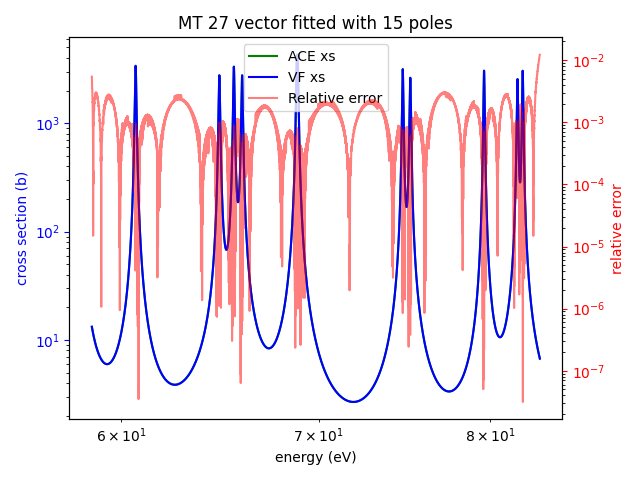 MT 27 vector fitted with 15 poles
ACE xs
VF xs
Relative error
cross section (b)
10³
10²
10¹
relative error
10⁻²
10⁻³
10⁻⁴
10⁻⁵
10⁻⁶
10⁻⁷
6 × 10¹
7 × 10¹
8 × 10¹
energy (eV)